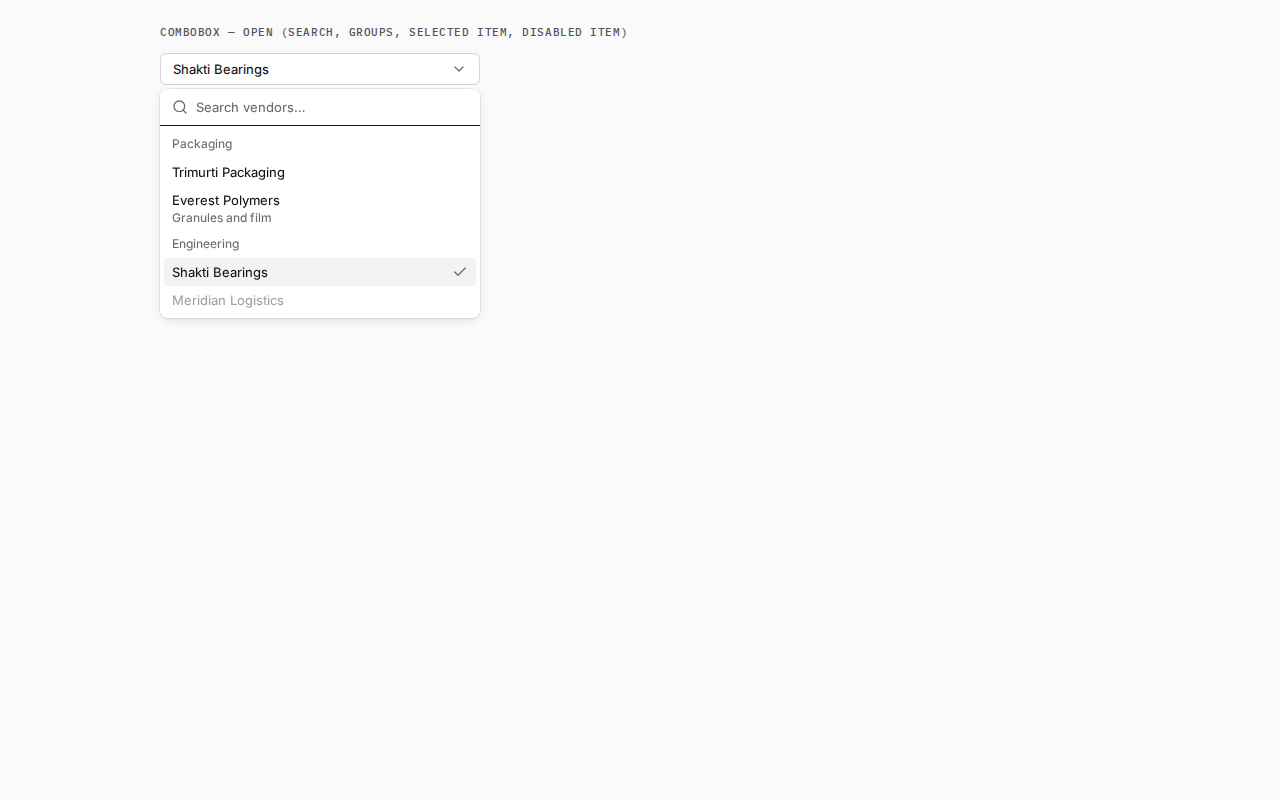 COMBOBOX — OPEN (SEARCH, GROUPS, SELECTED ITEM, DISABLED ITEM)
Shakti Bearings
Search vendors...
Packaging
Trimurti Packaging
Everest Polymers
Granules and film
Engineering
Shakti Bearings
Meridian Logistics